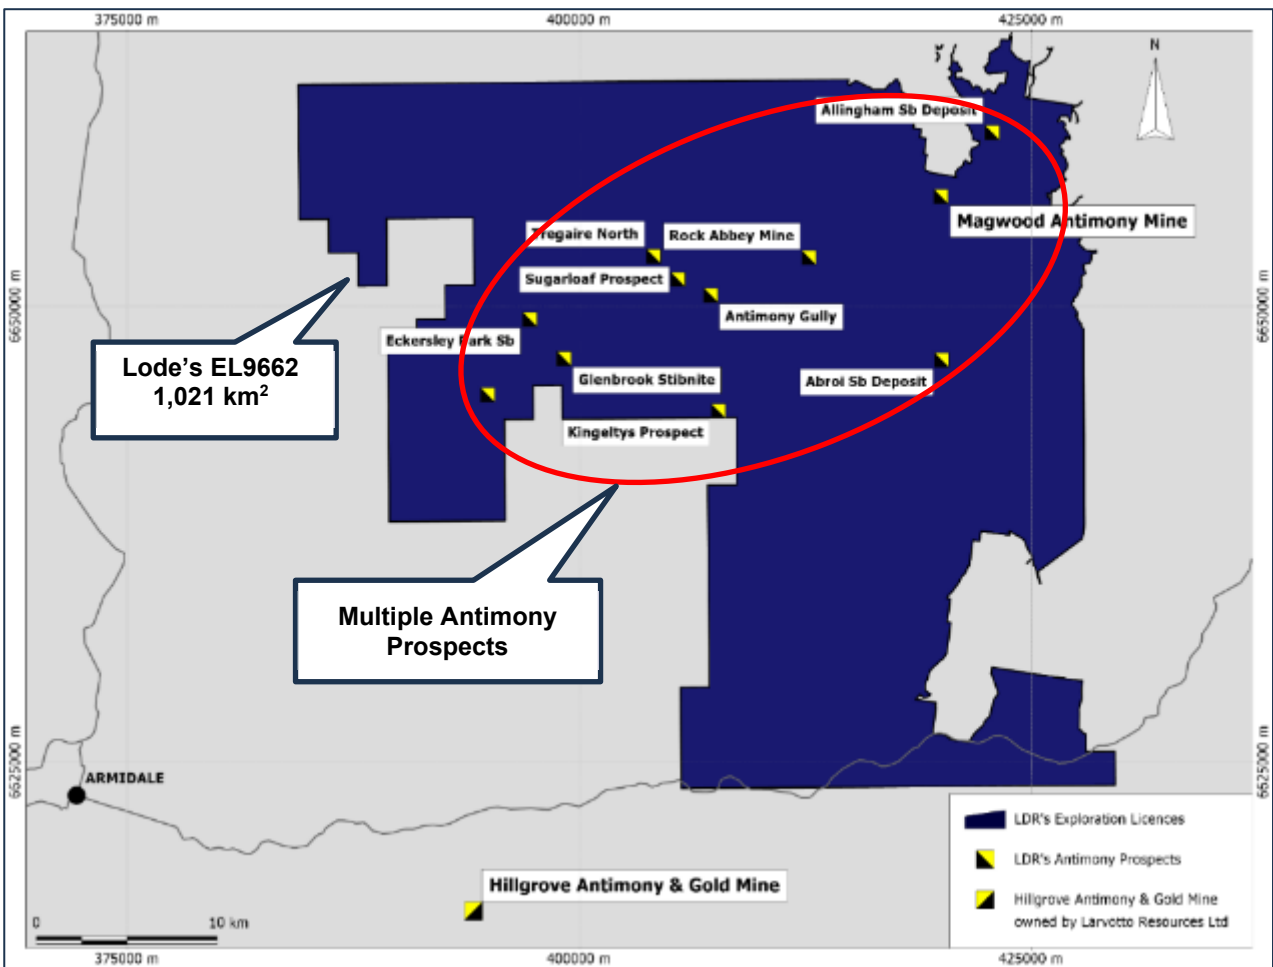 375000 m
400000 m
425000 m
N
Allingham Sb Deposit
Magwood Antimony Mine
Tregaire North
Rock Abbey Mine
Sugarloaf Prospect
Antimony Gully
6650000 m
6650000 m
Eckersley Park Sb
Lode's EL9662
1,021 km²
Glenbrook Stibnite
Abroi Sb Deposit
Kingeltys Prospect
Multiple Antimony
Prospects
6625000 m
6625000 m
ARMIDALE
LDR's Exploration Licences
LDR's Antimony Prospects
Hillgrove Antimony & Gold Mine
owned by Larvotto Resources Ltd
Hillgrove Antimony & Gold Mine
0
10 km
375000 m
400000 m
425000 m